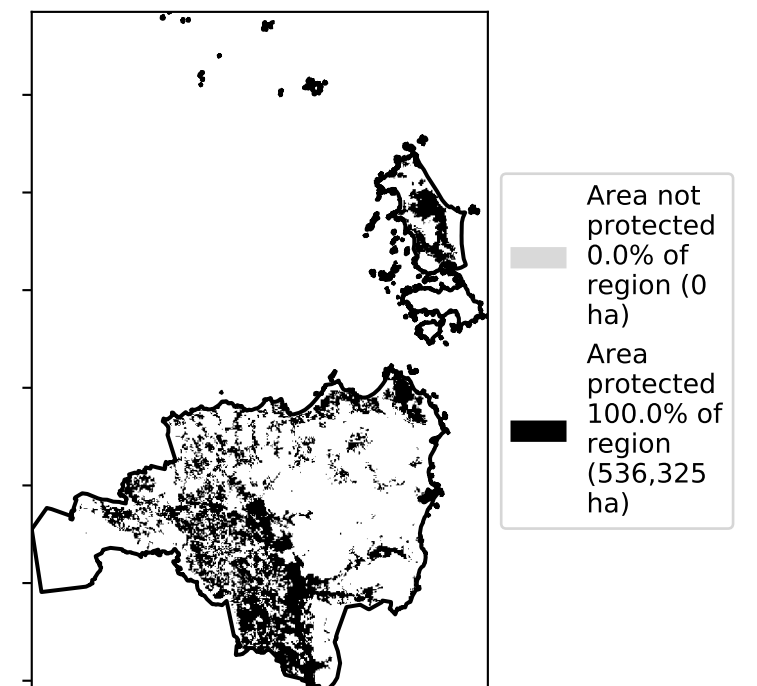 Area not
protected
0.0% of
region (0
ha)
Area
protected
100.0% of
region
(536,325
ha)